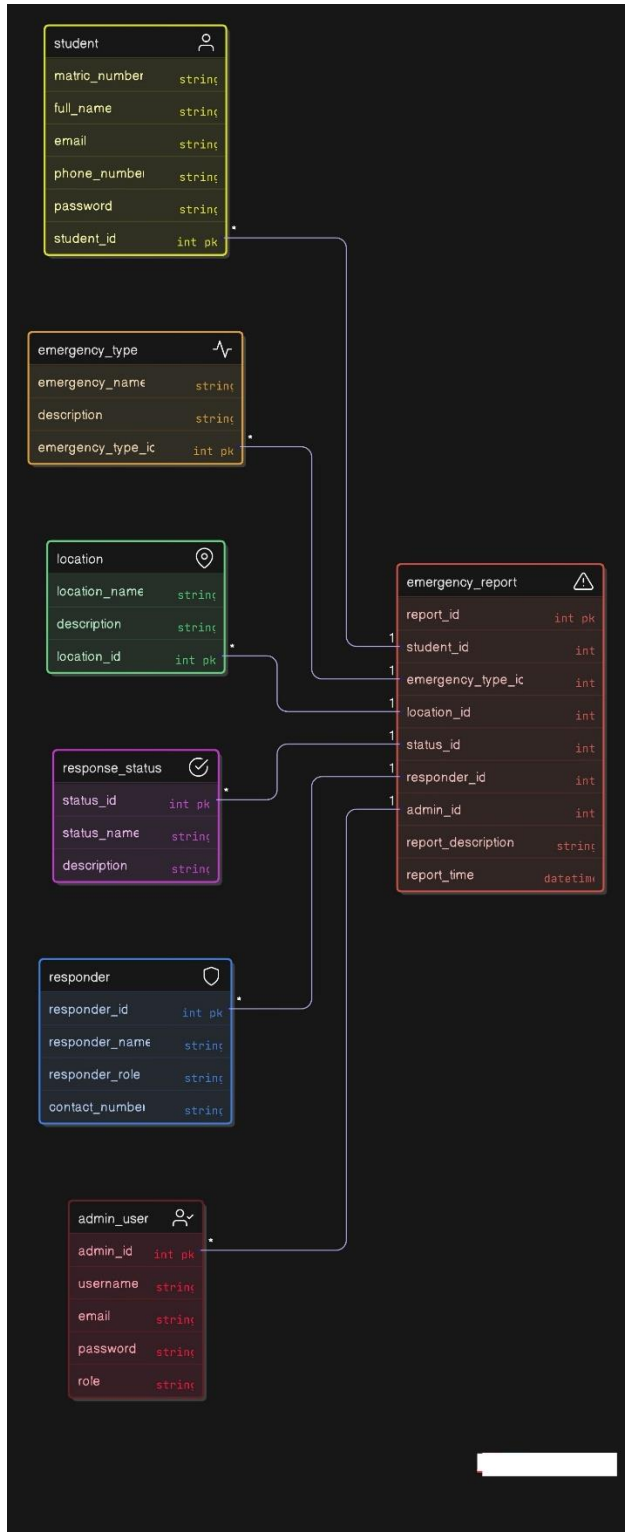 student
matric_number string
full_name string
email string
phone_number string
password string
student_id int pk
*
emergency_type
emergency_name string
description string
emergency_type_id int pk
*
location
location_name string
description string
location_id int pk
*
response_status
status_id int pk
*
status_name string
description string
responder
responder_id int pk
*
responder_name string
responder_role string
contact_number string
admin_user
admin_id int pk
*
username string
email string
password string
role string
emergency_report
report_id int pk
1 student_id int
1 emergency_type_id int
1 location_id int
1 status_id int
1 responder_id int
1 admin_id int
report_description string
report_time datetime